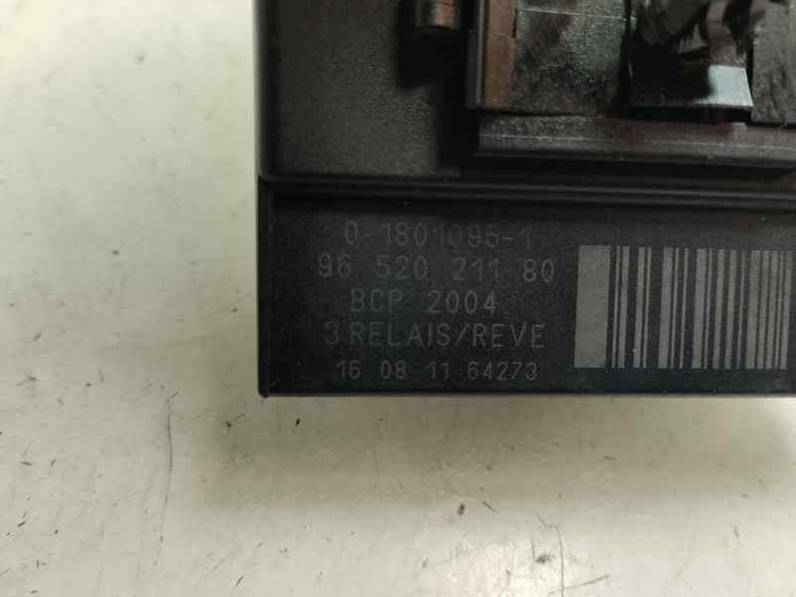 0-1801095-1
96 520 211 80
BCP 2004
3 RELAIS/REVE
16 08 11 64273